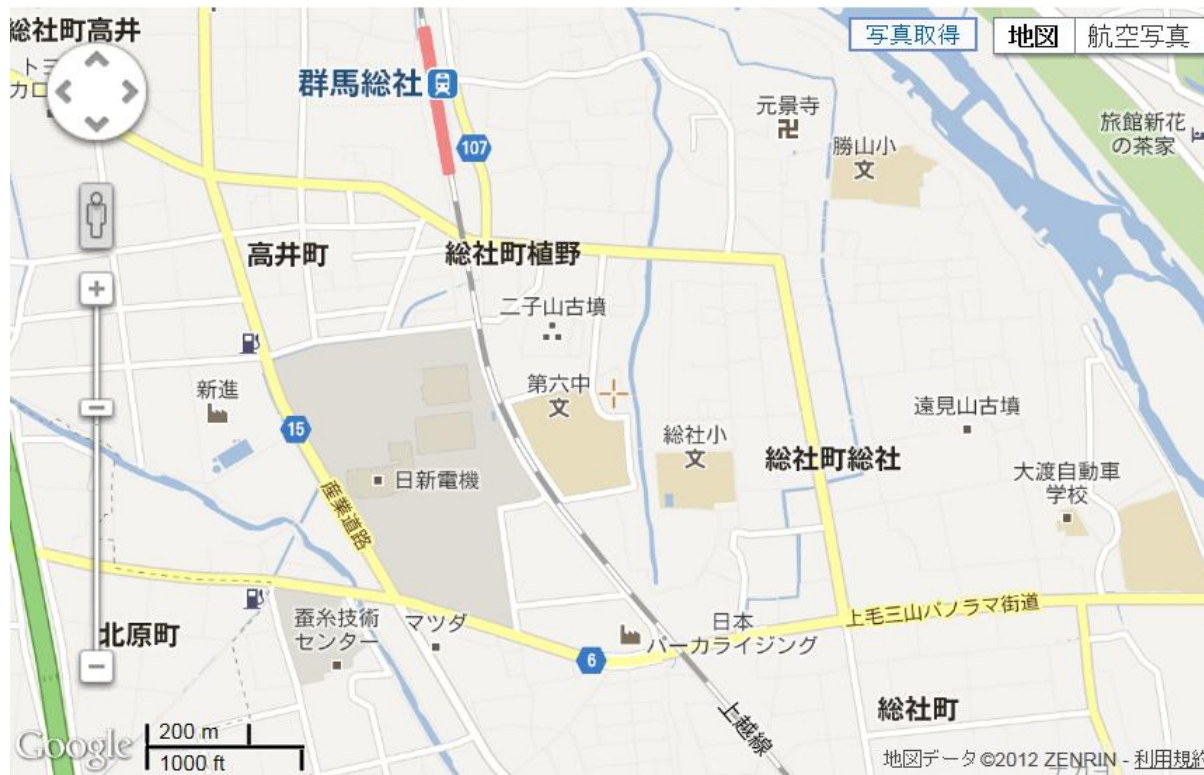 総社町高井
写真取得
地図
航空写真
群馬総社
元景寺
卍
旅館新花
の茶家
107
勝山小
文
高井町
総社町植野
二子山古墳
新進
第六中
文
遠見山古墳
15
総社小
文
総社町総社
日新電機
大渡自動車
学校
産業道路
上毛三山パノラマ街道
蚕糸技術
センター
マツダ
日本
パーカライジング
北原町
6
上越線
総社町
200 m
1000 ft
Google
地図データ ©2012 ZENRIN - 利用規約